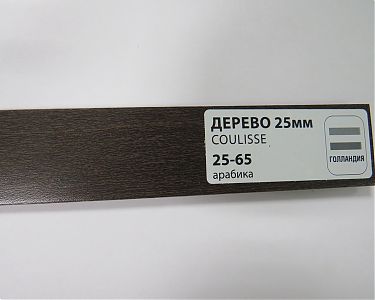 ДЕРЕВО 25мм
COULISSE
25-65
арабика
ГОЛЛАНДИЯ